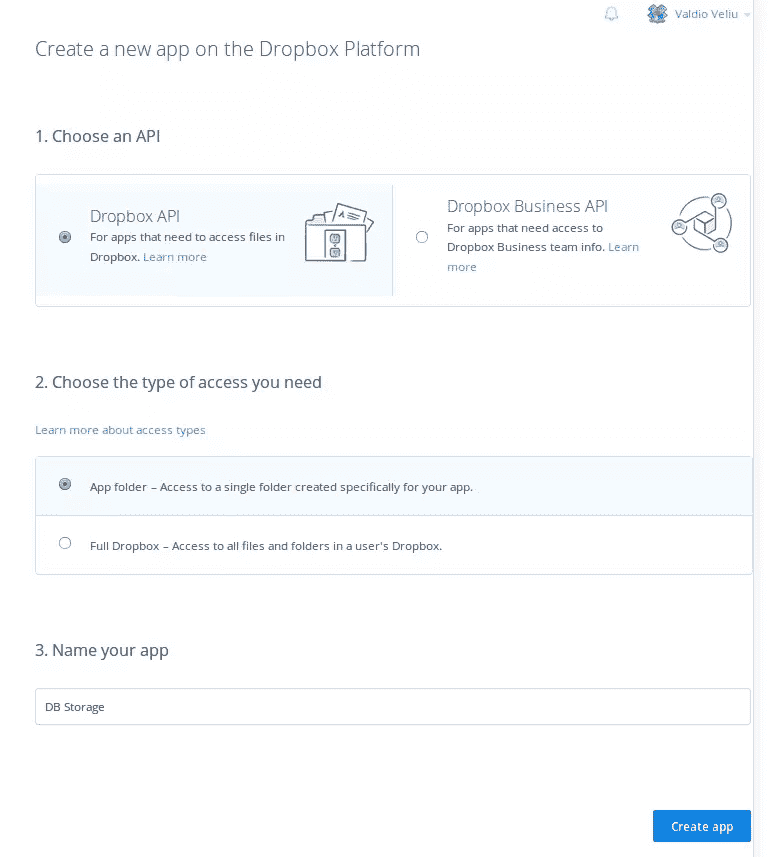 Valdio Veliu
Create a new app on the Dropbox Platform
1. Choose an API
Dropbox API
For apps that need to access files in
Dropbox. Learn more
Dropbox Business API
For apps that need access to
Dropbox Business team info. Learn
more
2. Choose the type of access you need
Learn more about access types
App folder – Access to a single folder created specifically for your app.
Full Dropbox – Access to all files and folders in a user's Dropbox.
3. Name your app
DB Storage
Create app